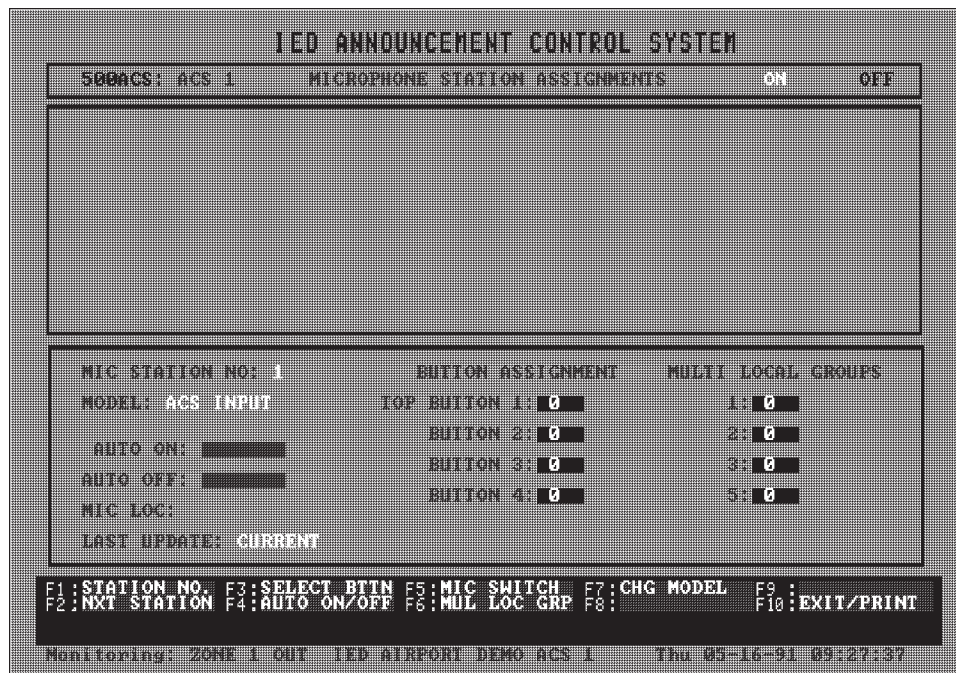 IED ANNOUNCEMENT CONTROL SYSTEM
500ACS: ACS 1 MICROPHONE STATION ASSIGNMENTS ON OFF
MIC STATION NO: 1 BUTTON ASSIGNMENT MULTI LOCAL GROUPS
MODEL: ACS INPUT TOP BUTTON 1: 0 1: 0
BUTTON 2: 0 2: 0
AUTO ON:
BUTTON 3: 0 3: 0
AUTO OFF:
BUTTON 4: 0 5: 0
MIC LOC:
LAST UPDATE: CURRENT
F1:STATION NO. F3:SELECT BTTN F5:MIC SWITCH F7:CHG MODEL F9 :
F2:NXT STATION F4:AUTO ON/OFF F6:MUL LOC GRP F8: F10:EXIT/PRINT
Monitoring: ZONE 1 OUT IED AIRPORT DEMO ACS 1 Thu 05-16-91 09:27:37